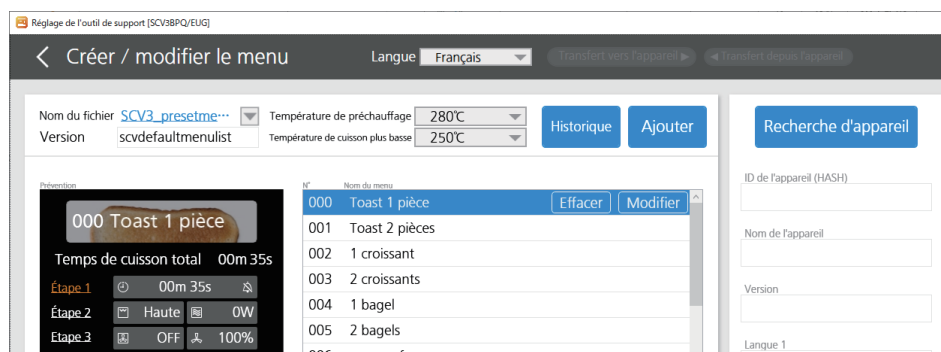 Réglage de l'outil de support [SCV3BPQ/EUG]
Créer / modifier le menu
Langue Français
Transfert vers l'appareil
Transfert depuis l'appareil
Nom du fichier SCV3_presetme...
Version scvdefaultmenulist
Température de préchauffage 280℃
Température de cuisson plus basse 250℃
Historique
Ajouter
Recherche d'appareil
Prévention
000 Toast 1 pièce
Temps de cuisson total 00m 35s
Étape 1 00m 35s
Étape 2 Haute 0W
Étape 3 OFF 100%
N° Nom du menu
000 Toast 1 pièce Effacer Modifier
001 Toast 2 pièces
002 1 croissant
003 2 croissants
004 1 bagel
005 2 bagels
ID de l'appareil (HASH)
Nom de l'appareil
Version
Langue 1